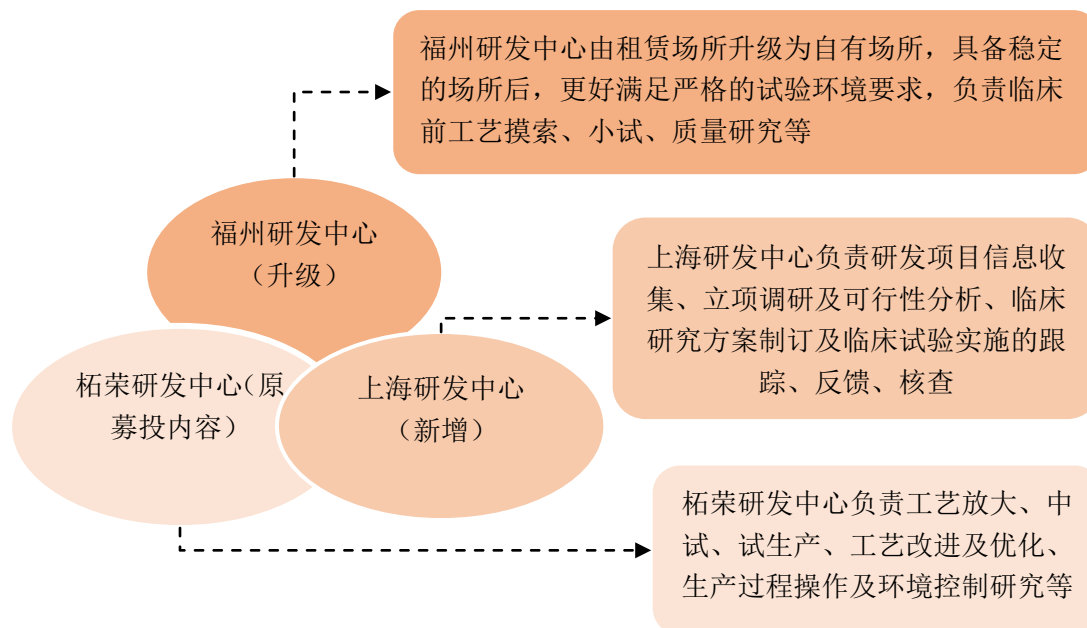 福州研发中心由租赁场所升级为自有场所，具备稳定
的场所后，更好满足严格的试验环境要求，负责临床
前工艺摸索、小试、质量研究等
福州研发中心
（升级）
上海研发中心负责研发项目信息收
集、立项调研及可行性分析、临床
研究方案制订及临床试验实施的跟
踪、反馈、核查
柘荣研发中心（原
募投内容）
上海研发中心
（新增）
柘荣研发中心负责工艺放大、中
试、试生产、工艺改进及优化、
生产过程操作及环境控制研究等